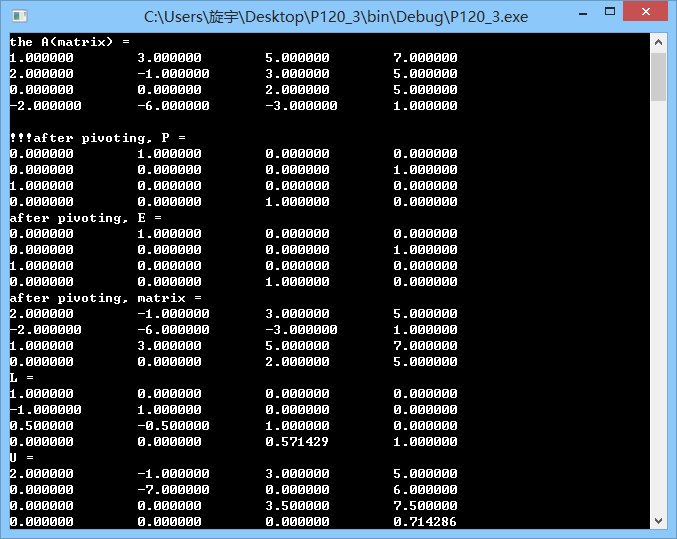 C:\Users\旋宇\Desktop\P120_3\bin\Debug\P120_3.exe
the A(matrix) =
1.000000 3.000000 5.000000 7.000000
2.000000 -1.000000 3.000000 5.000000
0.000000 0.000000 2.000000 5.000000
-2.000000 -6.000000 -3.000000 1.000000
!!!after pivoting, P =
0.000000 1.000000 0.000000 0.000000
0.000000 0.000000 0.000000 1.000000
1.000000 0.000000 0.000000 0.000000
0.000000 0.000000 1.000000 0.000000
after pivoting, E =
0.000000 1.000000 0.000000 0.000000
0.000000 0.000000 0.000000 1.000000
1.000000 0.000000 0.000000 0.000000
0.000000 0.000000 1.000000 0.000000
after pivoting, matrix =
2.000000 -1.000000 3.000000 5.000000
-2.000000 -6.000000 -3.000000 1.000000
1.000000 3.000000 5.000000 7.000000
0.000000 0.000000 2.000000 5.000000
L =
1.000000 0.000000 0.000000 0.000000
-1.000000 1.000000 0.000000 0.000000
0.500000 -0.500000 1.000000 0.000000
0.000000 0.000000 0.571429 1.000000
U =
2.000000 -1.000000 3.000000 5.000000
0.000000 -7.000000 0.000000 6.000000
0.000000 0.000000 3.500000 7.500000
0.000000 0.000000 0.000000 0.714286